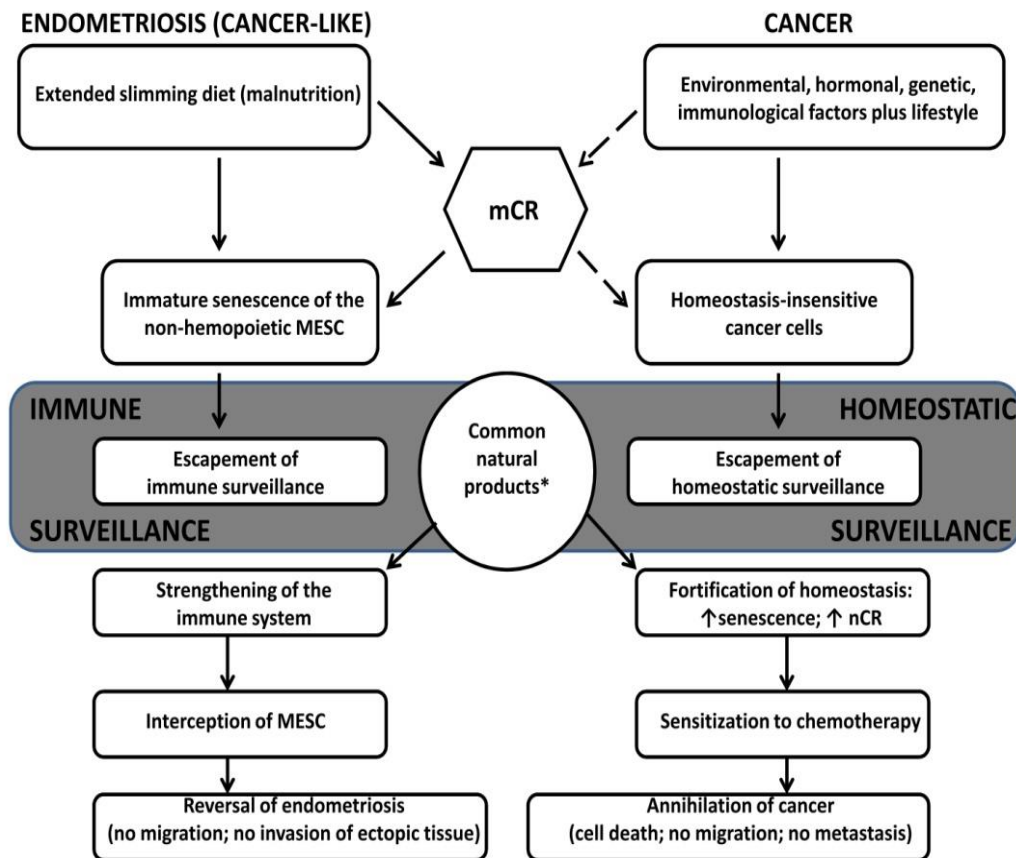 ENDOMETRIOSIS (CANCER-LIKE)
CANCER
Extended slimming diet (malnutrition)
Environmental, hormonal, genetic,
immunological factors plus lifestyle
mCR
Immature senescence of the
non-hemopoietic MESC
Homeostasis-insensitive
cancer cells
IMMUNE
HOMEOSTATIC
Common
natural
products*
Escapement of
immune surveillance
Escapement of
homeostatic surveillance
SURVEILLANCE
SURVEILLANCE
Strengthening of the
immune system
Fortification of homeostasis:
↑senescence; ↑ nCR
Interception of MESC
Sensitization to chemotherapy
Reversal of endometriosis
(no migration; no invasion of ectopic tissue)
Annihilation of cancer
(cell death; no migration; no metastasis)